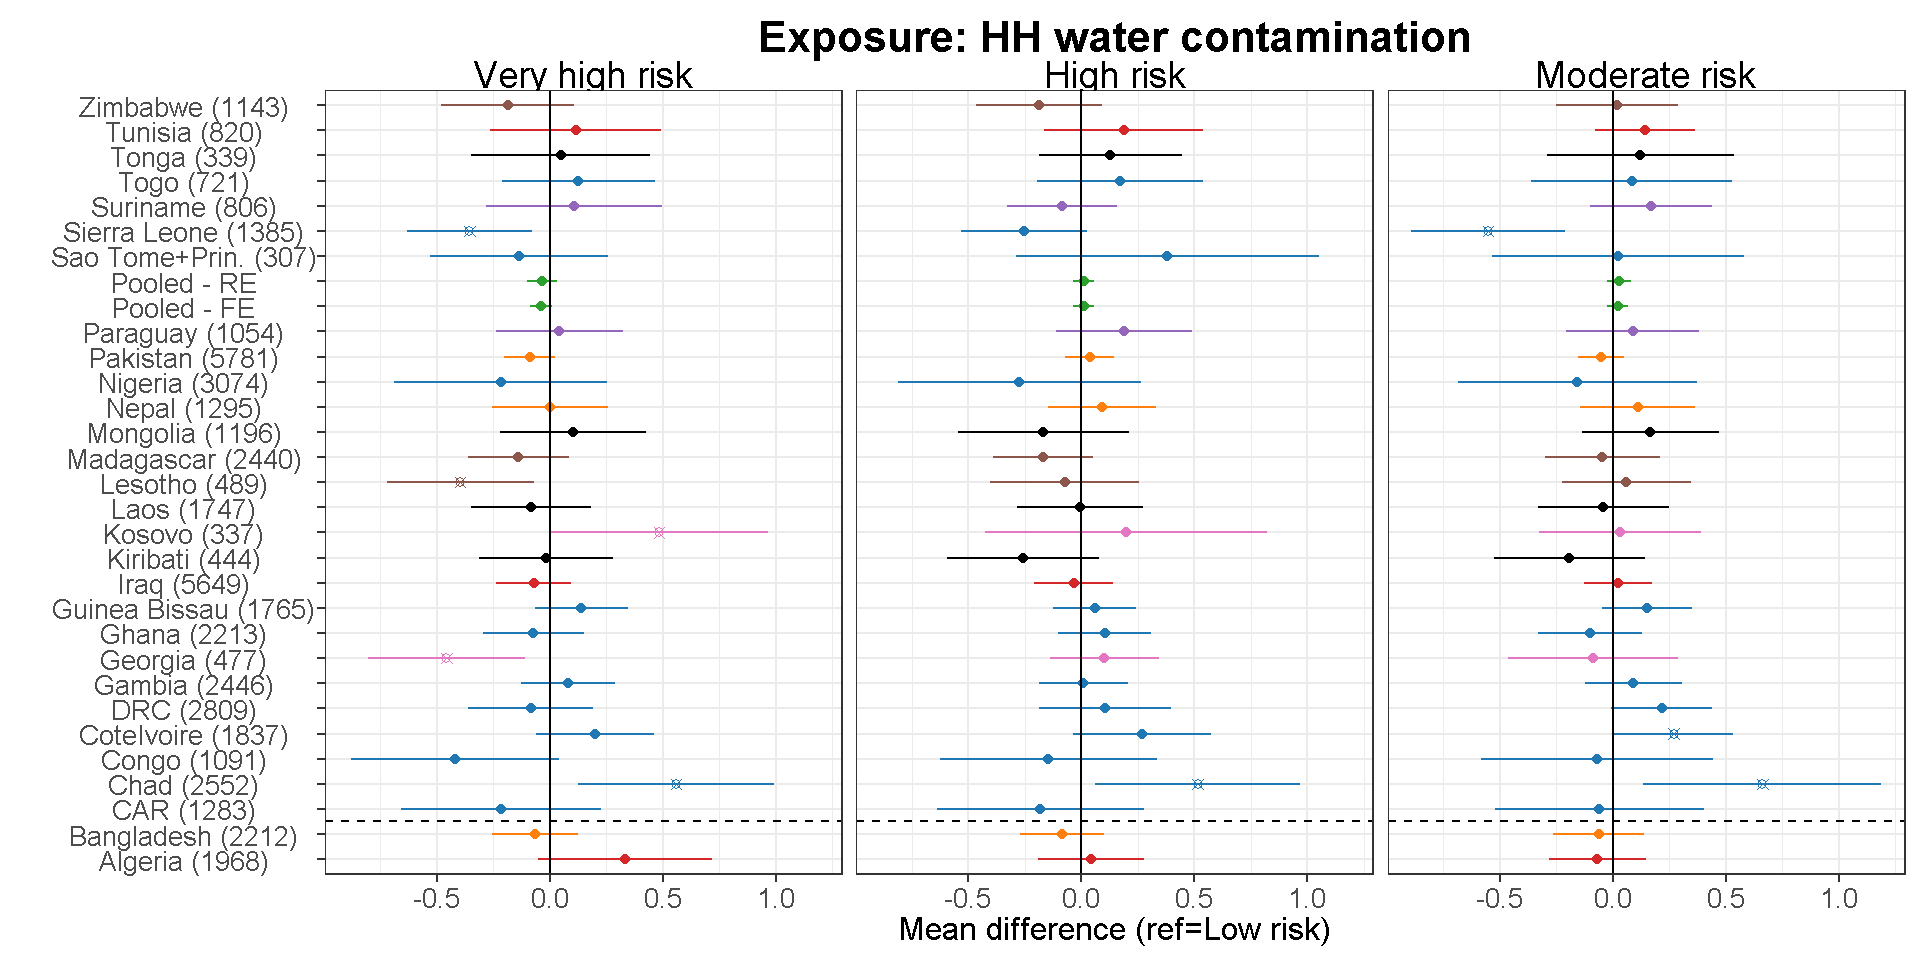 Exposure: HH water contamination
Very high risk
High risk
Moderate risk
Zimbabwe (1143)
Tunisia (820)
Tonga (339)
Togo (721)
Suriname (806)
Sierra Leone (1385)
Sao Tome+Prin. (307)
Pooled - RE
Pooled - FE
Paraguay (1054)
Pakistan (5781)
Nigeria (3074)
Nepal (1295)
Mongolia (1196)
Madagascar (2440)
Lesotho (489)
Laos (1747)
Kosovo (337)
Kiribati (444)
Iraq (5649)
Guinea Bissau (1765)
Ghana (2213)
Georgia (477)
Gambia (2446)
DRC (2809)
CoteIvoire (1837)
Congo (1091)
Chad (2552)
CAR (1283)
Bangladesh (2212)
Algeria (1968)
-0.5 0.0 0.5 1.0
-0.5 0.0 0.5 1.0
-0.5 0.0 0.5 1.0
Mean difference (ref=Low risk)